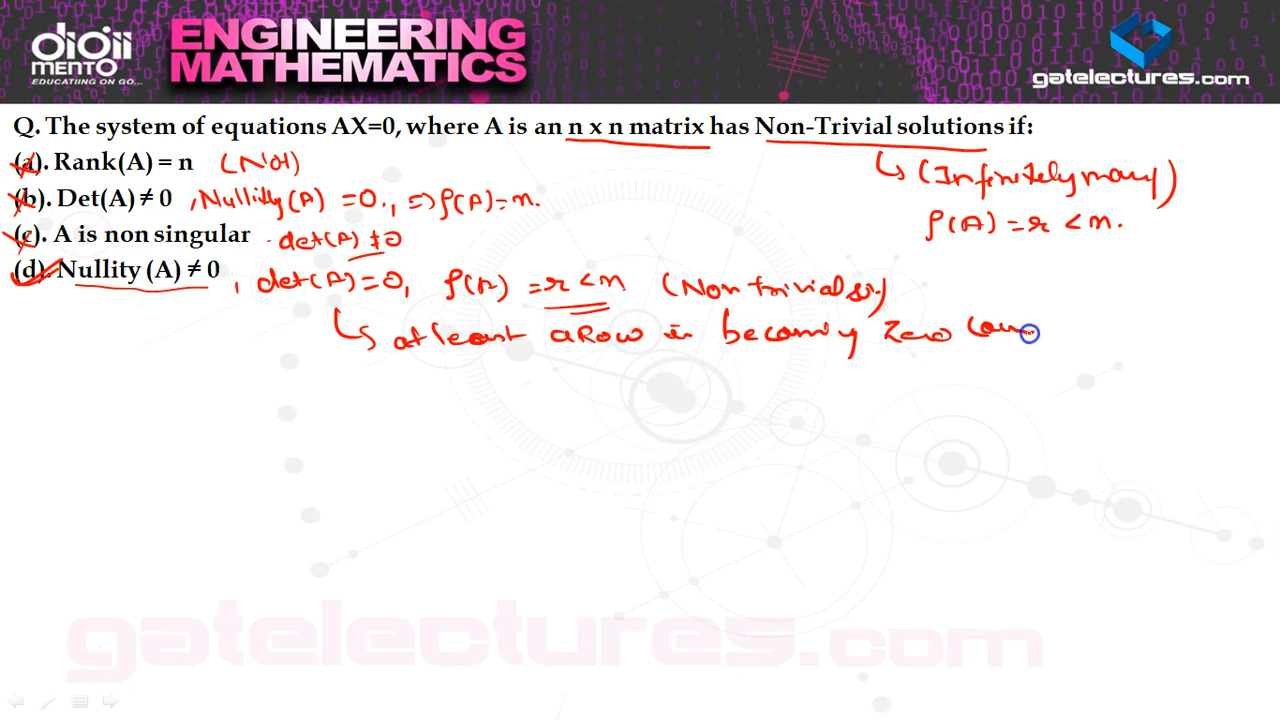 digii
MENTO
EDUCATIING ON GO...
ENGINEERING
MATHEMATICS
gatelectures.com
Q. The system of equations AX=0, where A is an n x n matrix has Non-Trivial solutions if:
(a). Rank(A) = n (Not)
(Infinitely many)
(b). Det(A) ≠ 0 , Nullity(A) = 0., => ρ(A) = n.
ρ(A) = r < n.
(c). A is non singular - det(A) ≠ 0
(d). Nullity (A) ≠ 0 , det(A) = 0, ρ(A) = r < n (Non trivial)
↳ atleast a Row is becoming Zero
gatelectures.com